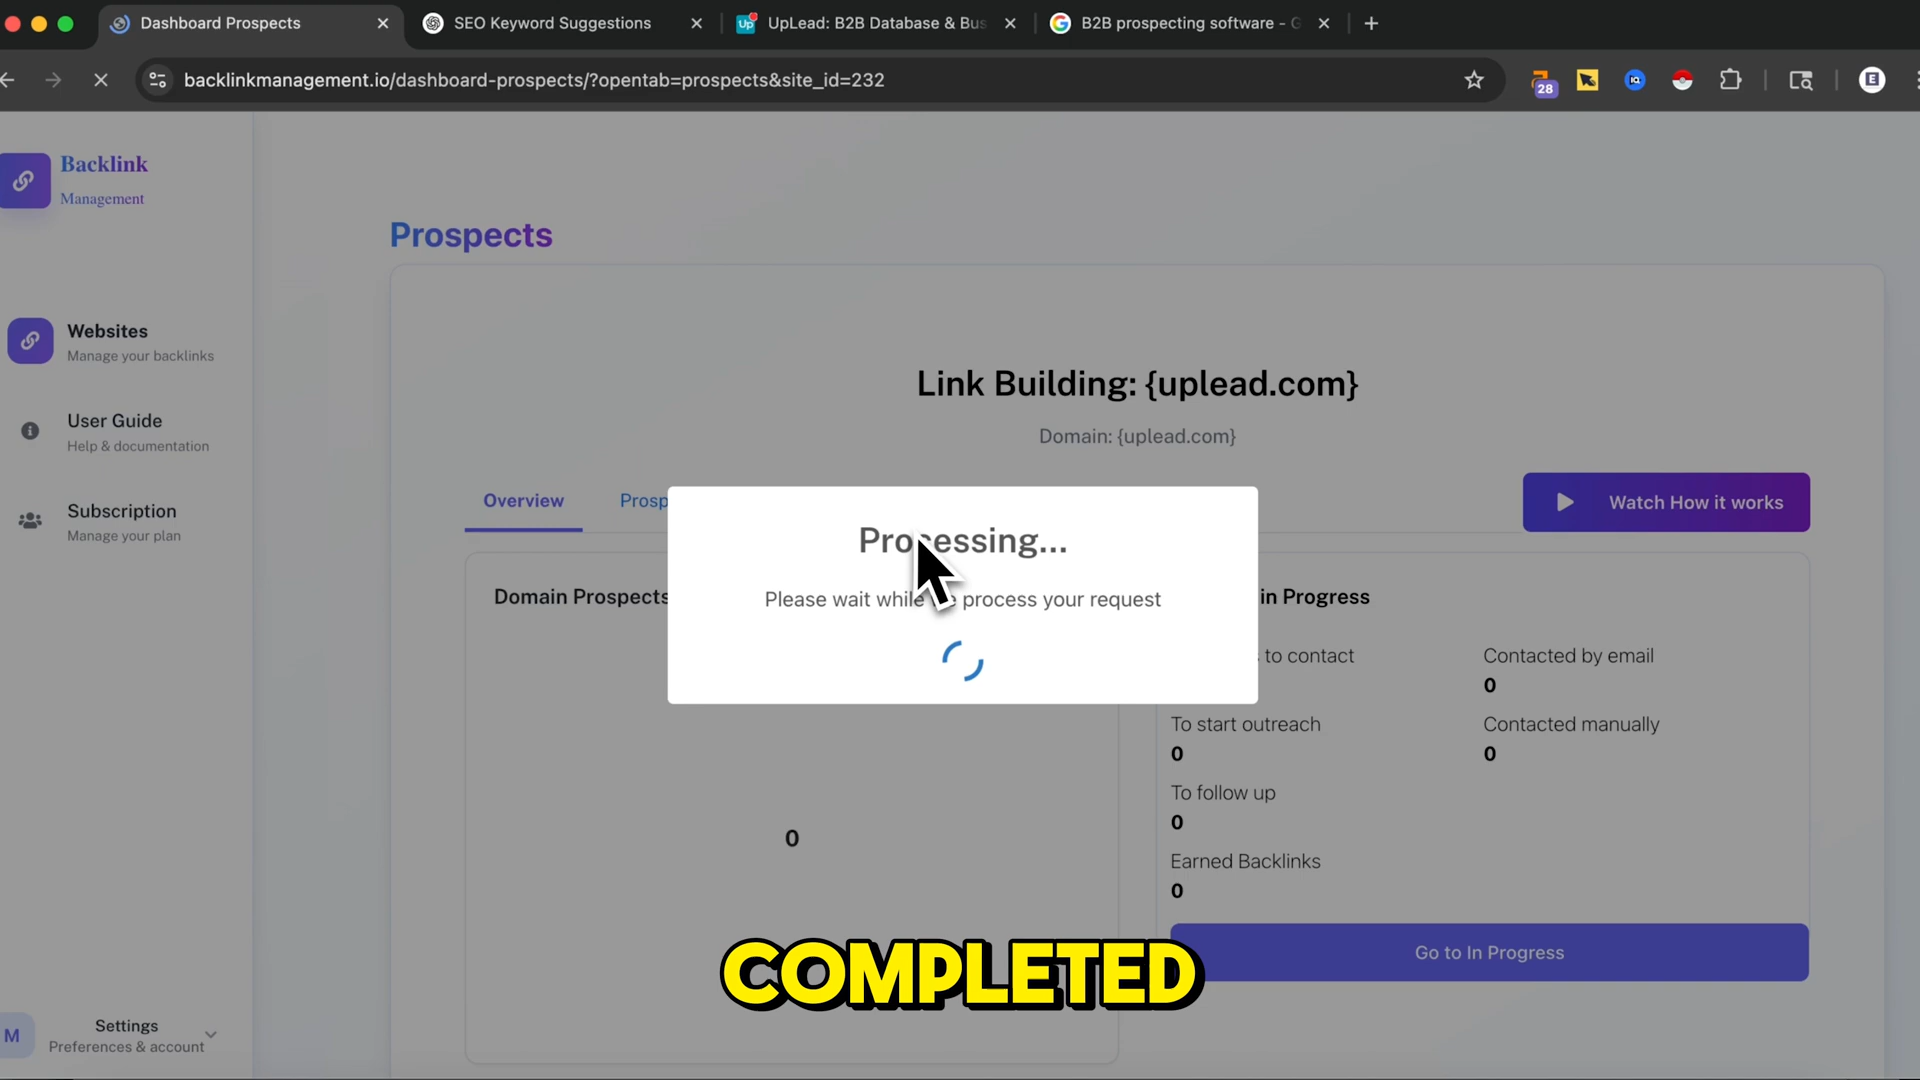 Dashboard Prospects
SEO Keyword Suggestions
Up
UpLead: B2B Database & Bus
B2B prospecting software - G
backlinkmanagement.io/dashboard-prospects/?opentab=prospects&site_id=232
28
E
Backlink
Management
Prospects
Websites
Manage your backlinks
User Guide
Help & documentation
Subscription
Manage your plan
Link Building: {uplead.com}
Domain: {uplead.com}
Overview
Prosp
Watch How it works
Processing...
Please wait while process your request
Domain Prospects
in Progress
to contact
Contacted by email
0
To start outreach
0
Contacted manually
0
To follow up
0
Earned Backlinks
0
0
Go to In Progress
COMPLETED
M
Settings
Preferences & account